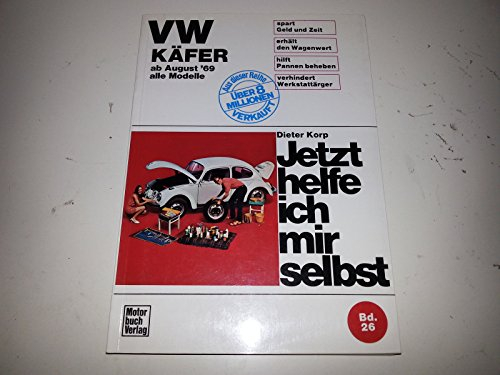 VW
KÄFER
ab August '69
alle Modelle
spart
Geld und Zeit
erhält
den Wagenwert
hilft
Pannen beheben
verhindert
Werkstattärger
Aus dieser Reihe
ÜBER 8
MILLIONEN
VERKAUFT
Dieter Korp
Jetzt
helfe
ich
mir
selbst
Motor
buch
Verlag
Bd.
26